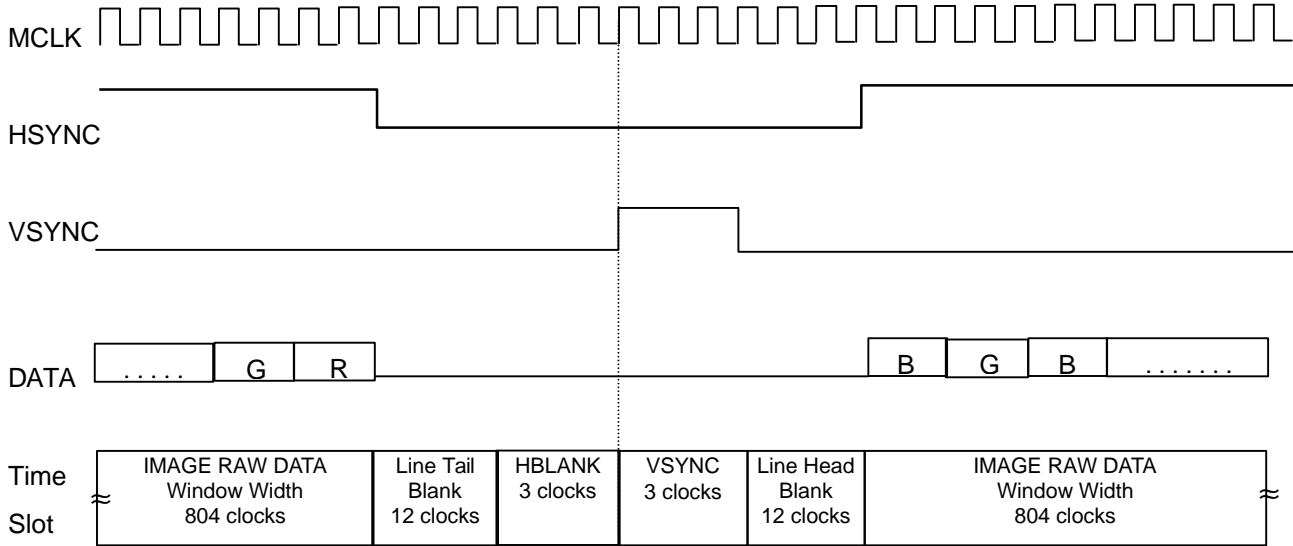 MCLK
HSYNC
VSYNC
DATA
. . . . .
G
R
B
G
B
. . . . . . .
Time
Slot
≈
IMAGE RAW DATA
Window Width
804 clocks
Line Tail
Blank
12 clocks
HBLANK
3 clocks
VSYNC
3 clocks
Line Head
Blank
12 clocks
IMAGE RAW DATA
Window Width
804 clocks
≈